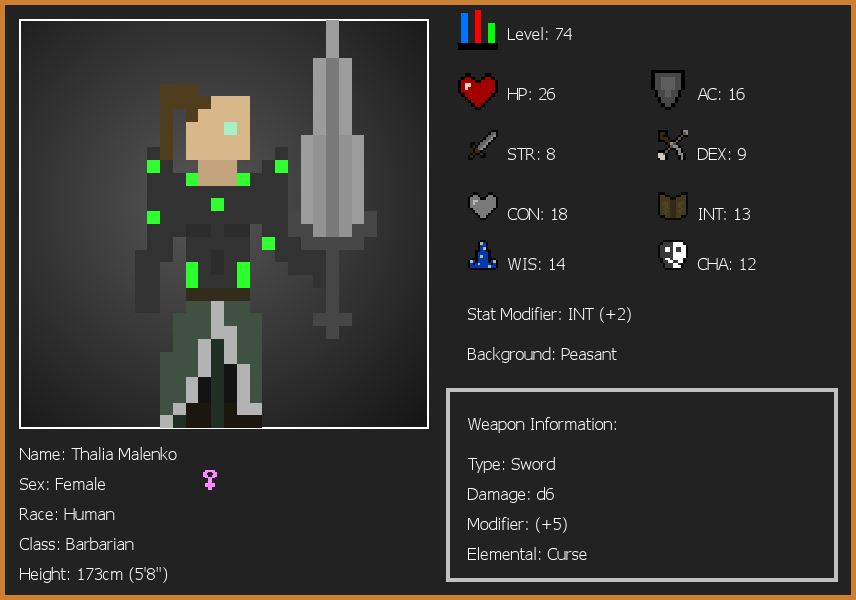 Level: 74
HP: 26
AC: 16
STR: 8
DEX: 9
CON: 18
INT: 13
WIS: 14
CHA: 12
Stat Modifier: INT (+2)
Background: Peasant
Weapon Information:
Type: Sword
Damage: d6
Modifier: (+5)
Elemental: Curse
Name: Thalia Malenko
Sex: Female
Race: Human
Class: Barbarian
Height: 173cm (5'8")